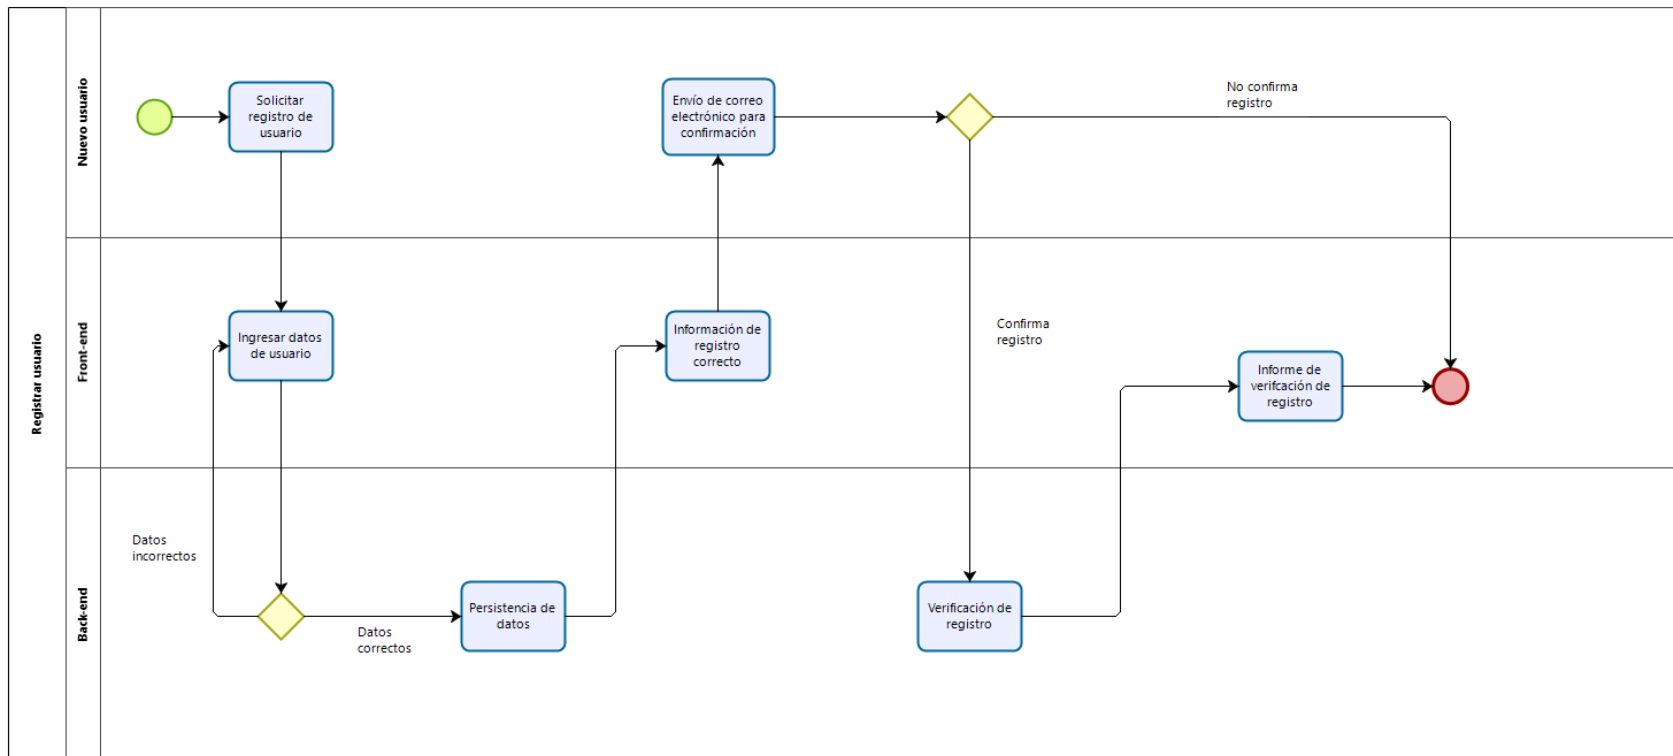 Registrar usuario
Nuevo usuario
Solicitar
registro de
usuario
Envío de correo
electrónico para
confirmación
No confirma
registro
Front-end
Ingresar datos
de usuario
Información de
registro
correcto
Confirma
registro
Informe de
verifcación de
registro
Back-end
Datos
incorrectos
Datos
correctos
Persistencia de
datos
Verificación de
registro